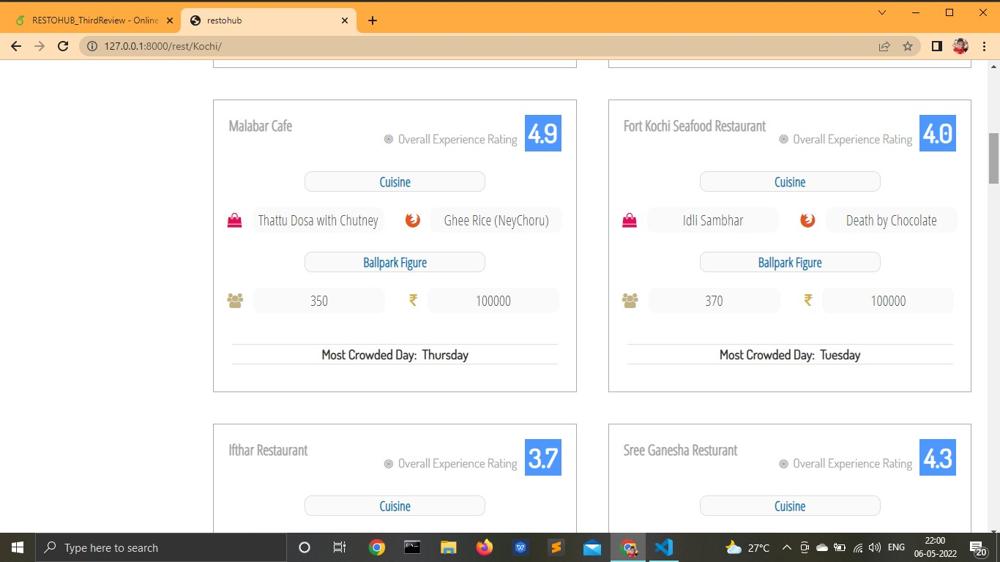 RESTOHUB_ThirdReview - Online
restohub
127.0.0.1:8000/rest/Kochi/
Malabar Cafe
Overall Experience Rating 4.9
Cuisine
Thattu Dosa with Chutney
Ghee Rice (NeyChoru)
Ballpark Figure
350
₹ 100000
Most Crowded Day: Thursday
Fort Kochi Seafood Restaurant
Overall Experience Rating 4.0
Cuisine
Idli Sambhar
Death by Chocolate
Ballpark Figure
370
₹ 100000
Most Crowded Day: Tuesday
Ifthar Restaurant
Overall Experience Rating 3.7
Cuisine
Sree Ganesha Resturant
Overall Experience Rating 4.3
Cuisine
Type here to search
27°C
ENG
22:00
06-05-2022
20